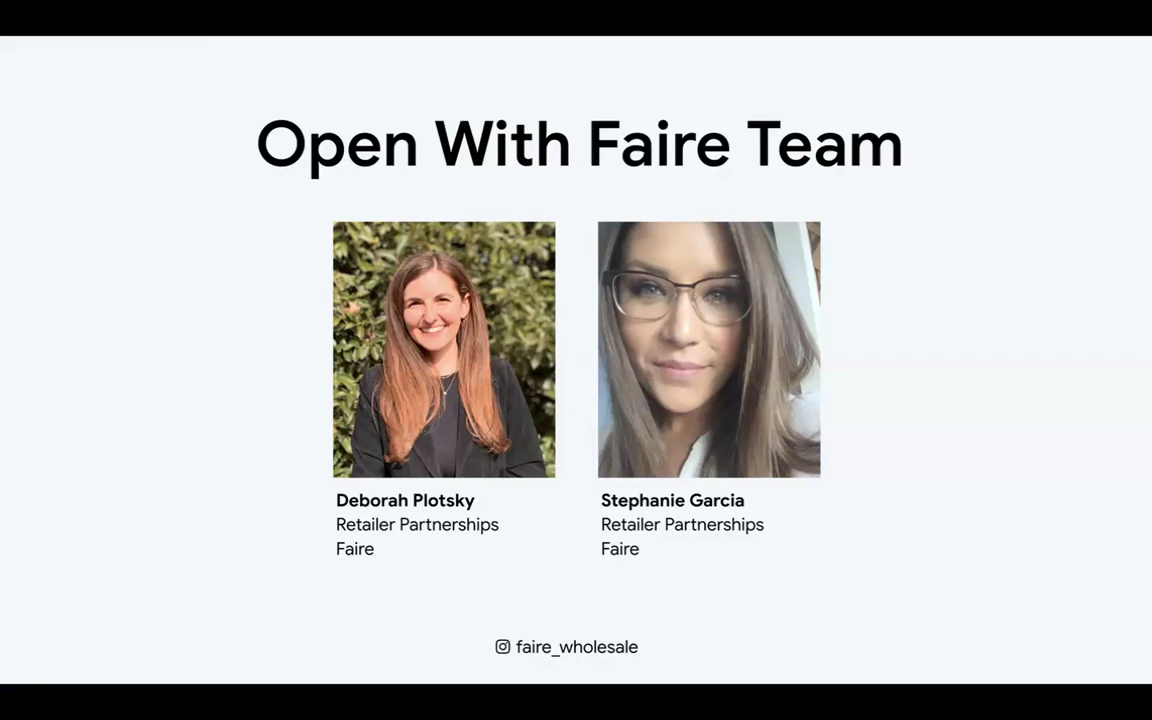 Open With Faire Team
Deborah Plotsky
Retailer Partnerships
Faire
Stephanie Garcia
Retailer Partnerships
Faire
faire_wholesale